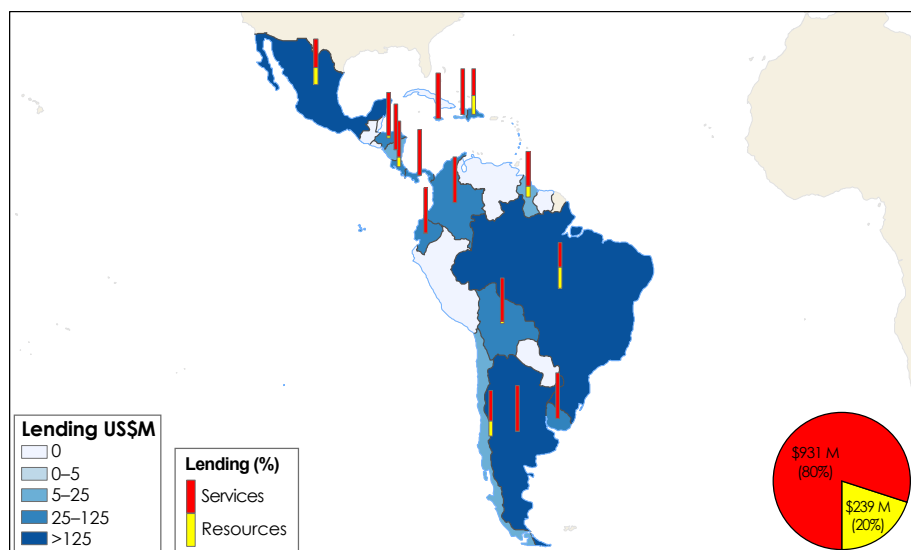 Lending US$M
0
0–5
5–25
25–125
>125
Lending (%)
Services
Resources
$931 M
(80%)
$239 M
(20%)